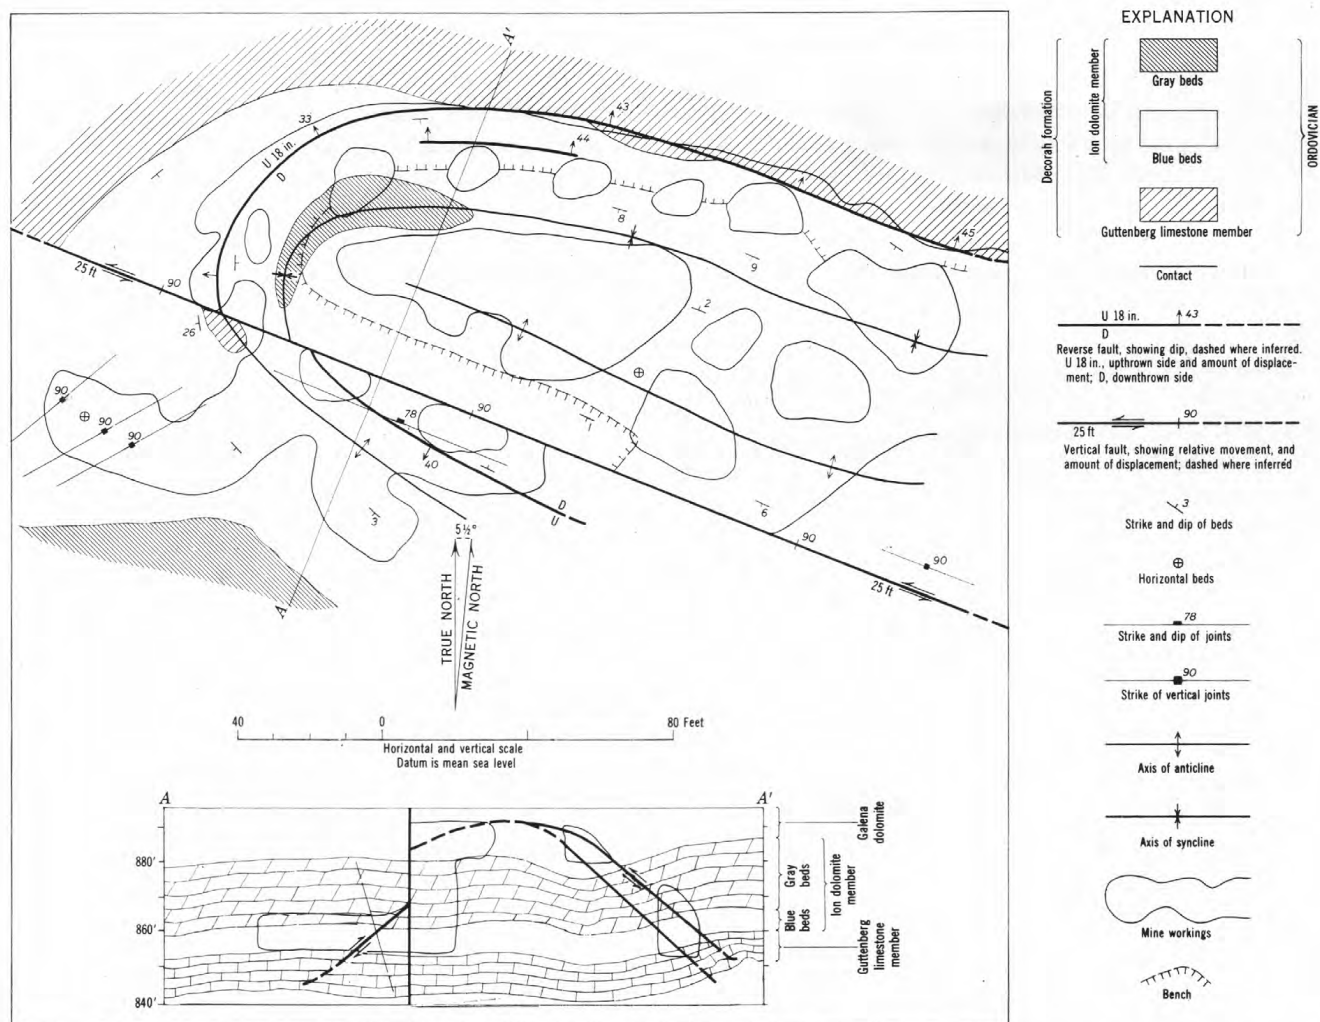 A'
43
33
U 18 in.
D
44
8
9
45
2
25 ft
90
26
90
90
90
78
90
1
40
3
D
U
6
90
90
25 ft
A
5½°
TRUE NORTH
MAGNETIC NORTH
40 0 80 Feet
Horizontal and vertical scale
Datum is mean sea level
A A'
880'
860'
840'
Galena dolomite
Gray beds
Blue beds
Ion dolomite member
Guttenberg limestone member
EXPLANATION
Gray beds
Blue beds
Guttenberg limestone member
Ion dolomite member
Decorah formation
ORDOVICIAN
Contact
U 18 in. 43
D
Reverse fault, showing dip, dashed where inferred.
U 18 in., upthrown side and amount of displace-
ment; D, downthrown side
90
25 ft
Vertical fault, showing relative movement, and
amount of displacement; dashed where inferred
3
Strike and dip of beds
Horizontal beds
78
Strike and dip of joints
90
Strike of vertical joints
Axis of anticline
Axis of syncline
Mine workings
Bench